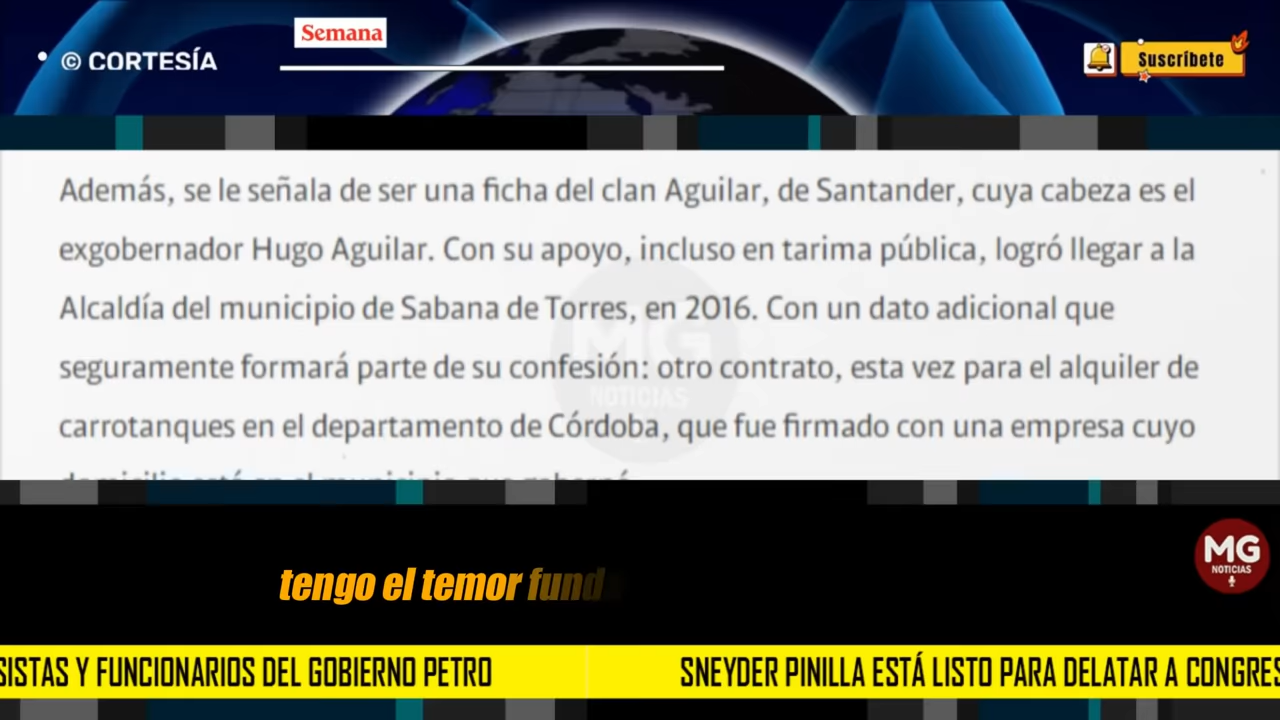 Semana
© CORTESÍA
Suscríbete
Además, se le señala de ser una ficha del clan Aguilar, de Santander, cuya cabeza es el
exgobernador Hugo Aguilar. Con su apoyo, incluso en tarima pública, logró llegar a la
Alcaldía del municipio de Sabana de Torres, en 2016. Con un dato adicional que
seguramente formará parte de su confesión: otro contrato, esta vez para el alquiler de
carrotanques en el departamento de Córdoba, que fue firmado con una empresa cuyo
MG
NOTICIAS
tengo el temor fund
MG
NOTICIAS
SISTAS Y FUNCIONARIOS DEL GOBIERNO PETRO
SNEYDER PINILLA ESTÁ LISTO PARA DELATAR A CONGRES